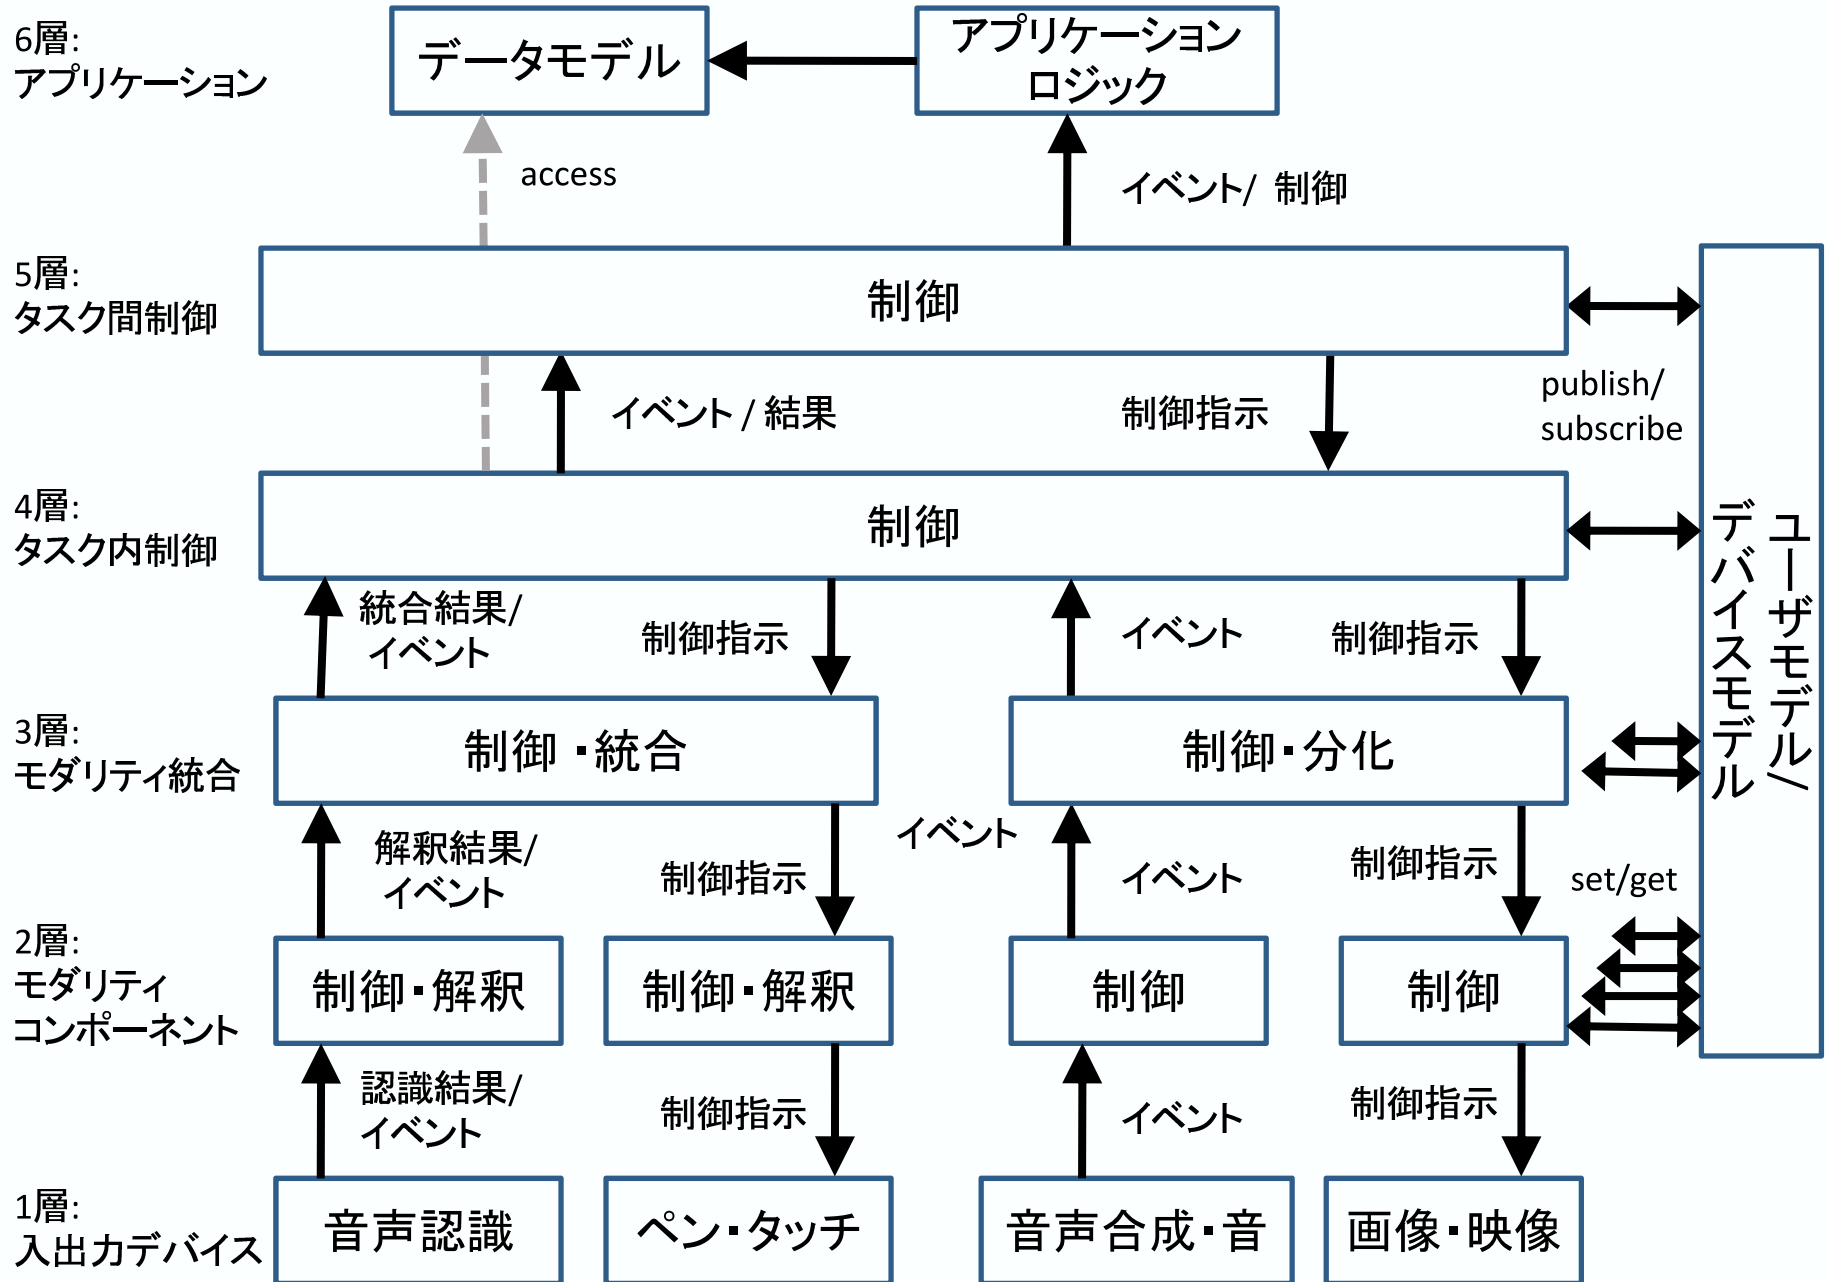 6層:
アプリケーション
データモデル
アプリケーション
ロジック
access
イベント/ 制御
5層:
タスク間制御
制御
イベント / 結果
制御指示
publish/
subscribe
4層:
タスク内制御
制御
ユーザモデル/
デバイスモデル
統合結果/
イベント
制御指示
イベント
制御指示
3層:
モダリティ統合
制御・統合
制御・分化
解釈結果/
イベント
制御指示
イベント
イベント
制御指示
set/get
2層:
モダリティ
コンポーネント
制御・解釈
制御・解釈
制御
制御
認識結果/
イベント
制御指示
イベント
制御指示
1層:
入出力デバイス
音声認識
ペン・タッチ
音声合成・音
画像・映像